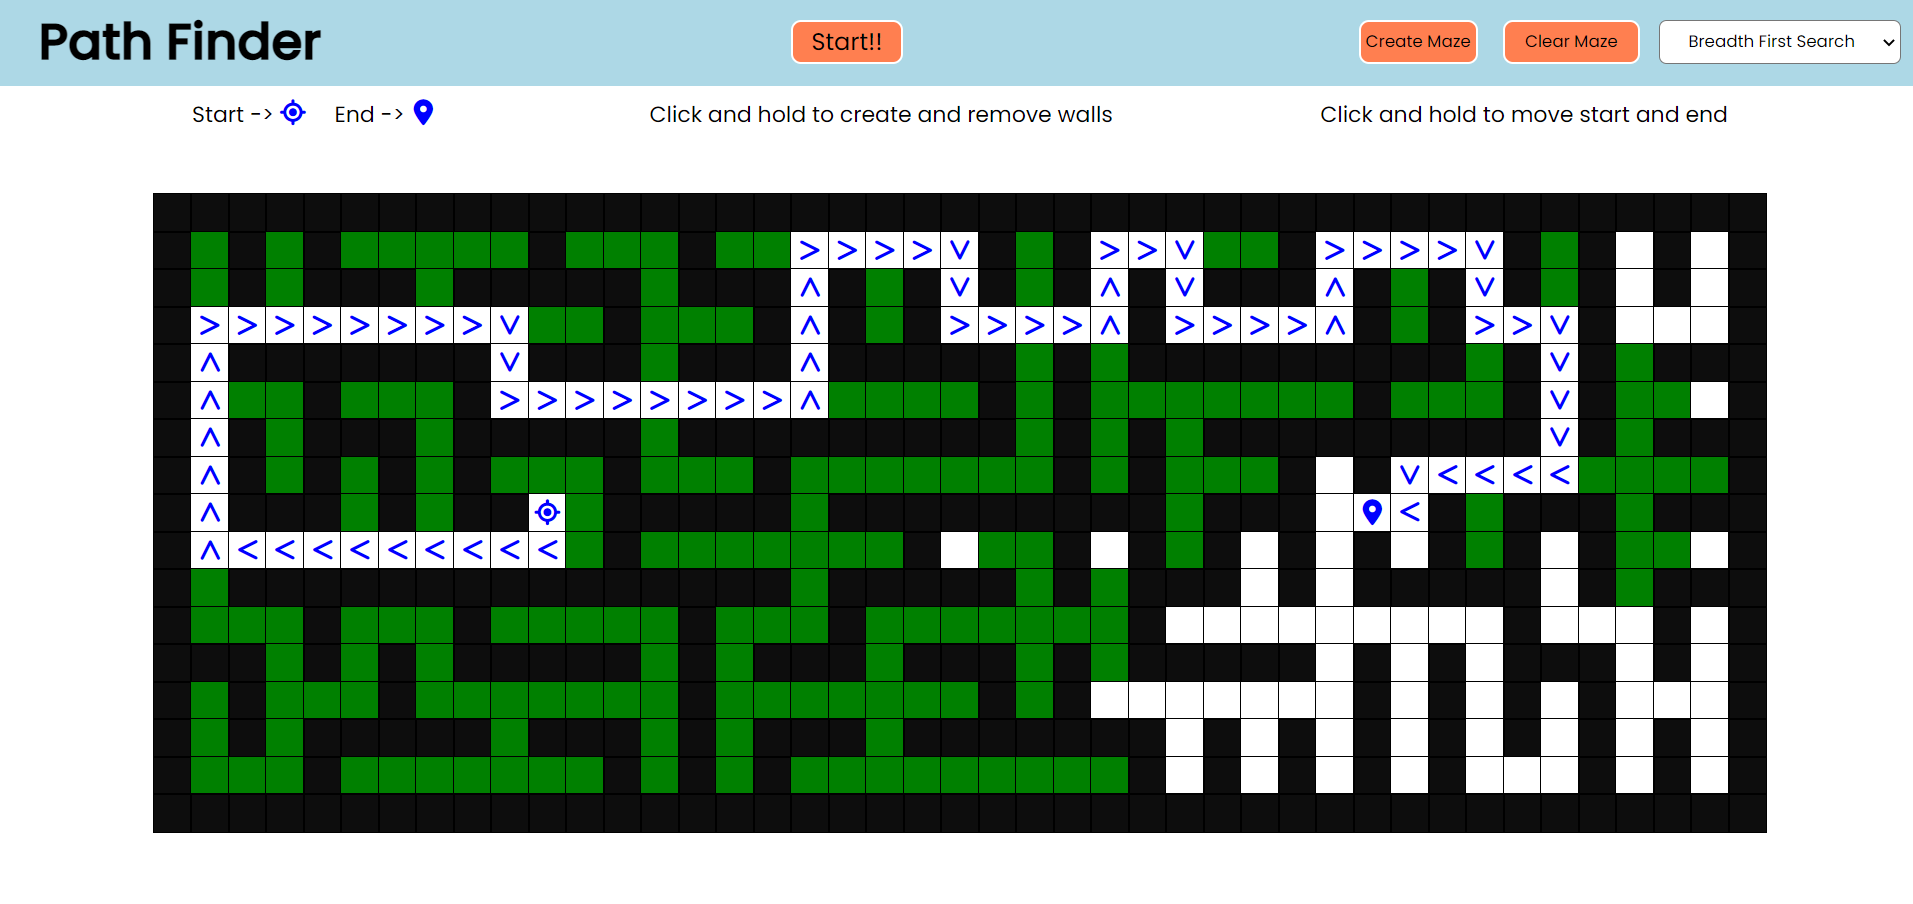 Path Finder
Start!!
Create Maze
Clear Maze
Breadth First Search
Start -> End ->
Click and hold to create and remove walls
Click and hold to move start and end